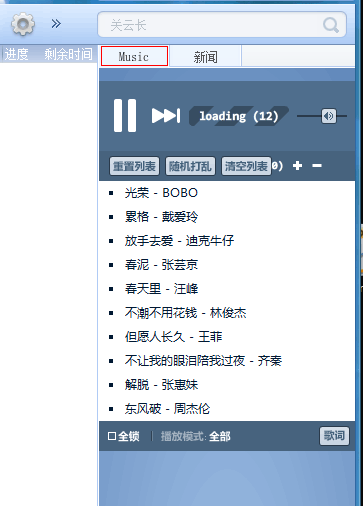 关云长
进度 剩余时间
Music 新闻
loading (12)
重置列表 随机打乱 清空列表 0) + -
光荣 - BOBO
累格 - 戴爱玲
放手去爱 - 迪克牛仔
春泥 - 张芸京
春天里 - 汪峰
不潮不用花钱 - 林俊杰
但愿人长久 - 王菲
不让我的眼泪陪我过夜 - 齐秦
解脱 - 张惠妹
东风破 - 周杰伦
全锁 播放模式: 全部 歌词